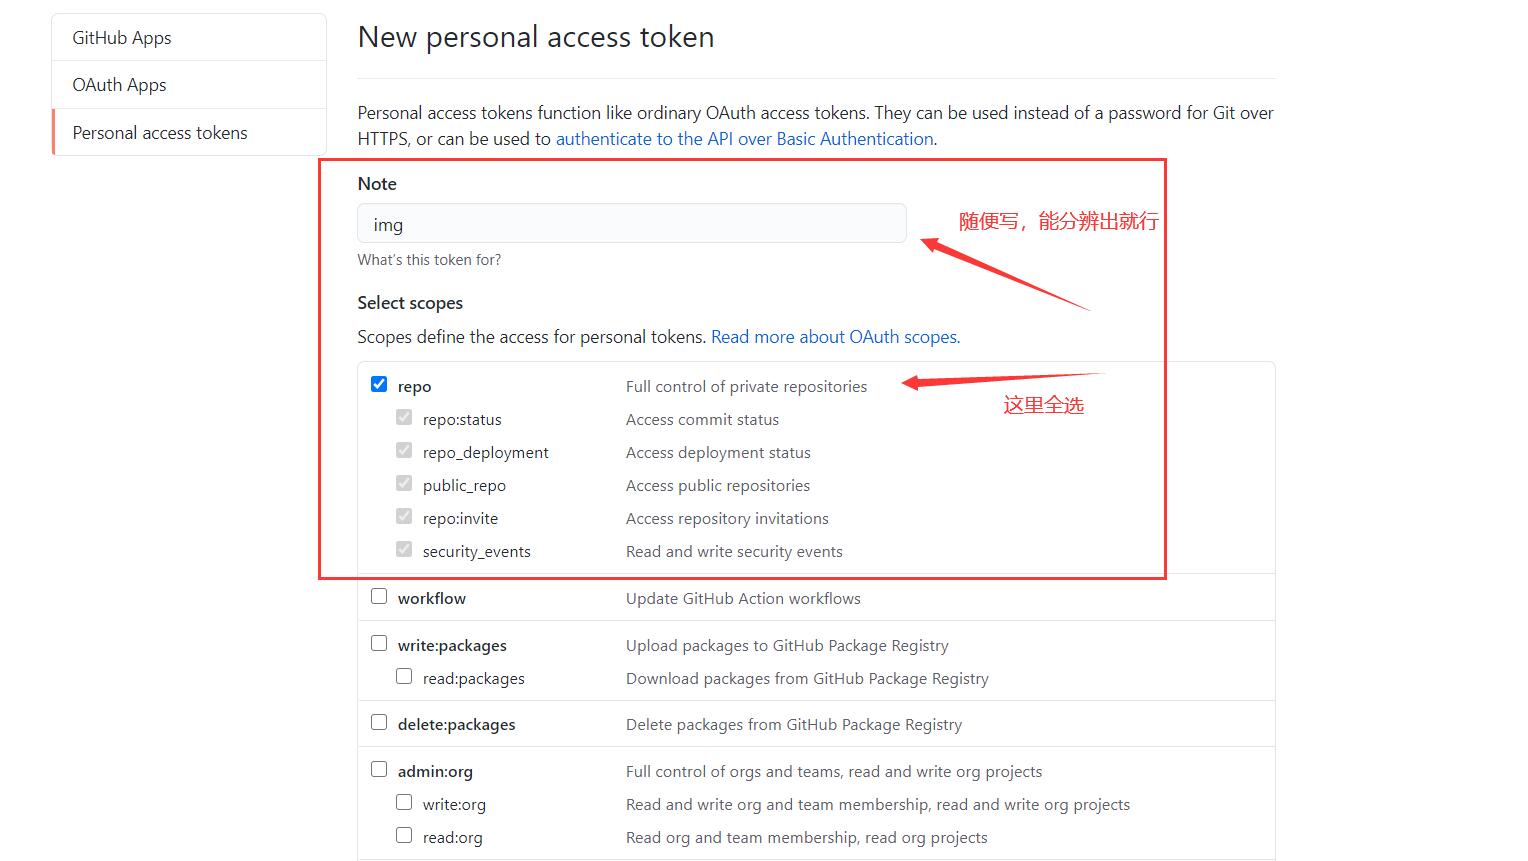 GitHub Apps
OAuth Apps
Personal access tokens
New personal access token
Personal access tokens function like ordinary OAuth access tokens. They can be used instead of a password for Git over
HTTPS, or can be used to authenticate to the API over Basic Authentication.
Note
img
随便写，能分辨出就行
What's this token for?
Select scopes
Scopes define the access for personal tokens. Read more about OAuth scopes.
repo Full control of private repositories
这里全选
repo:status Access commit status
repo_deployment Access deployment status
public_repo Access public repositories
repo:invite Access repository invitations
security_events Read and write security events
workflow Update GitHub Action workflows
write:packages Upload packages to GitHub Package Registry
read:packages Download packages from GitHub Package Registry
delete:packages Delete packages from GitHub Package Registry
admin:org Full control of orgs and teams, read and write org projects
write:org Read and write org and team membership, read and write org projects
read:org Read org and team membership, read org projects